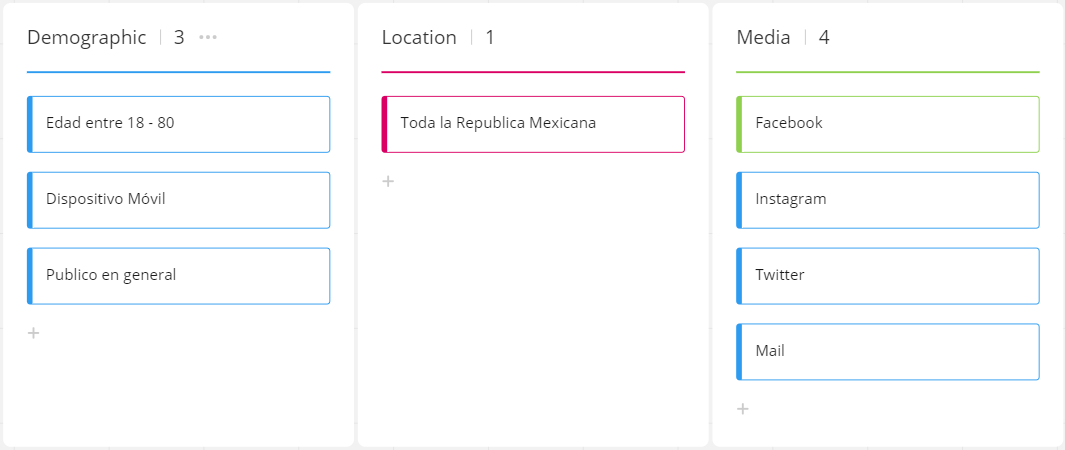 Demographic | 3
Edad entre 18 - 80
Dispositivo Móvil
Publico en general
+
Location | 1
Toda la Republica Mexicana
+
Media | 4
Facebook
Instagram
Twitter
Mail
+